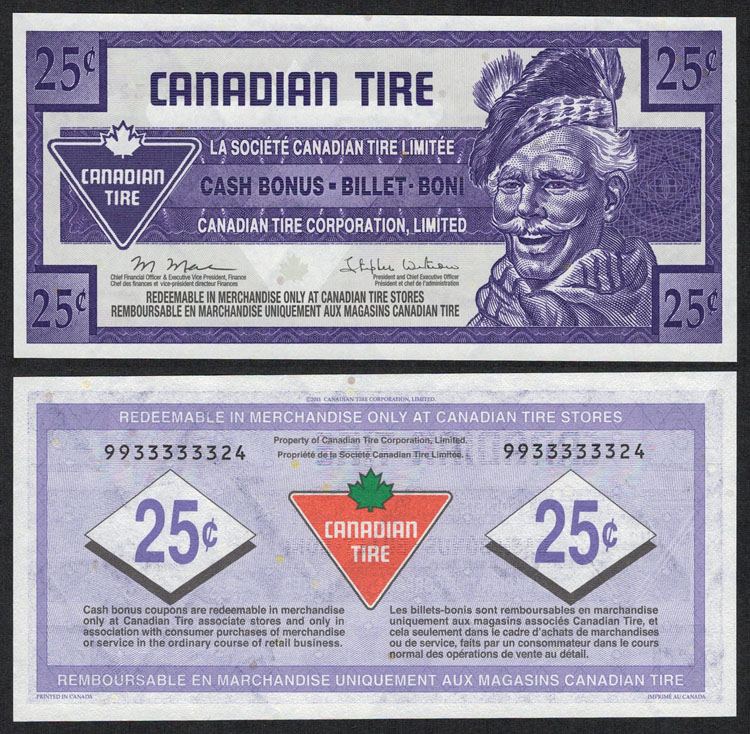 25¢
25¢
CANADIAN TIRE
LA SOCIÉTÉ CANADIAN TIRE LIMITÉE
CANADIAN
TIRE
CASH BONUS - BILLET-BONI
CANADIAN TIRE CORPORATION, LIMITED
Chief Financial Officer & Executive Vice President, Finance
Chef des finances et vice-président directeur Finances
President and Chief Executive Officer
Président et chef de l'administration
25¢
25¢
REDEEMABLE IN MERCHANDISE ONLY AT CANADIAN TIRE STORES
REMBOURSABLE EN MARCHANDISE UNIQUEMENT AUX MAGASINS CANADIAN TIRE
©2011 CANADIAN TIRE CORPORATION, LIMITED.
REDEEMABLE IN MERCHANDISE ONLY AT CANADIAN TIRE STORES
9933333324
Property of Canadian Tire Corporation, Limited.
Propriété de la Société Canadian Tire Limitée.
9933333324
25¢
CANADIAN
TIRE
25¢
Cash bonus coupons are redeemable in merchandise
only at Canadian Tire associate stores and only in
association with consumer purchases of merchandise
or service in the ordinary course of retail business.
Les billets-bonis sont remboursables en marchandise
uniquement aux magasins associés Canadian Tire, et
cela seulement dans le cadre d'achats de marchandises
ou de service, faits par un consommateur dans le cours
normal des opérations de vente au détail.
REMBOURSABLE EN MARCHANDISE UNIQUEMENT AUX MAGASINS CANADIAN TIRE
PRINTED IN CANADA
IMPRIMÉ AU CANADA